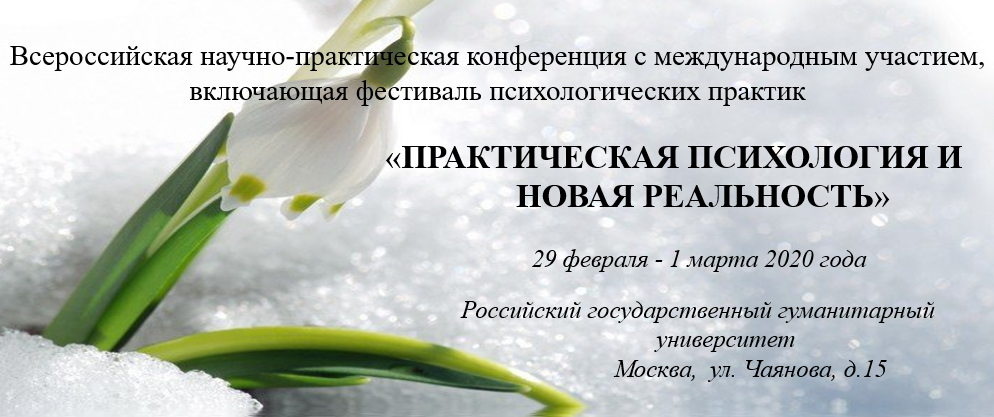 Всероссийская научно-практическая конференция с международным участием,
включающая фестиваль психологических практик
«ПРАКТИЧЕСКАЯ ПСИХОЛОГИЯ И
НОВАЯ РЕАЛЬНОСТЬ»
29 февраля - 1 марта 2020 года
Российский государственный гуманитарный
университет
Москва, ул. Чаянова, д.15